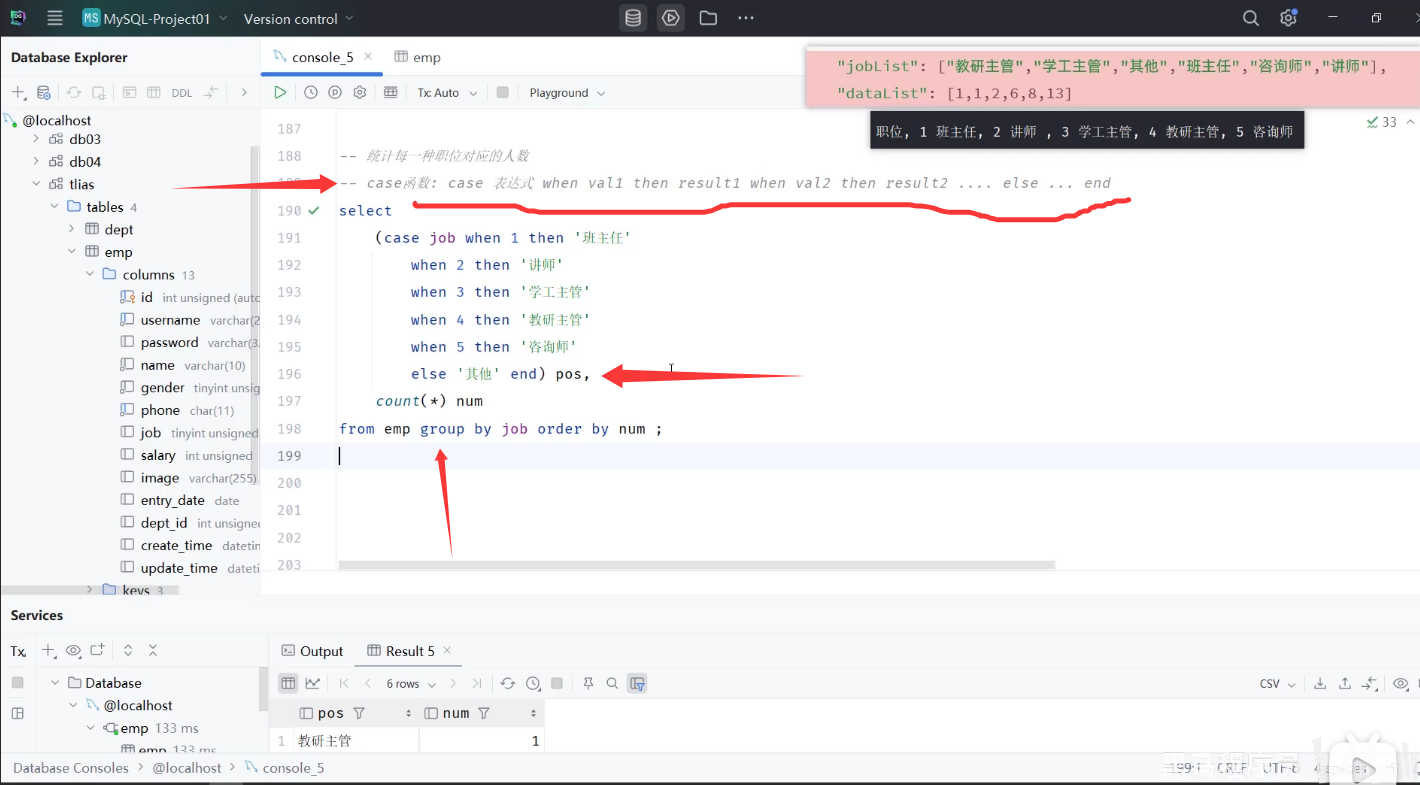 MS MySQL-Project01 Version control
Database Explorer
console_5
emp
"jobList": ["教研主管","学工主管","其他","班主任","咨询师","讲师"],
"dataList": [1,1,2,6,8,13]
职位, 1 班主任, 2 讲师 , 3 学工主管, 4 教研主管, 5 咨询师
DDL
Tx: Auto
Playground
33
@localhost
db03
db04
tlias
tables 4
dept
emp
columns 13
id int unsigned (auto
username varchar(2
password varchar(3
name varchar(10)
gender tinyint unsig
phone char(11)
job tinyint unsigned
salary int unsigned
image varchar(255)
entry_date date
dept_id int unsigned
create_time datetim
update_time dateti
keys 3
187
188 -- 统计每一种职位对应的人数
-- case函数: case 表达式 when val1 then result1 when val2 then result2 .... else ... end
190 select
191 (case job when 1 then '班主任'
192 when 2 then '讲师'
193 when 3 then '学工主管'
194 when 4 then '教研主管'
195 when 5 then '咨询师'
196 else '其他' end) pos,
197 count(*) num
198 from emp group by job order by num ;
199
200
201
202
203
Services
Tx
Database
@localhost
emp 133 ms
emp 133 ms
Output
Result 5
6 rows
CSV
pos num
1 教研主管 1
Database Consoles > @localhost > console_5
199:1 CRLF UTF-8 4 spaces